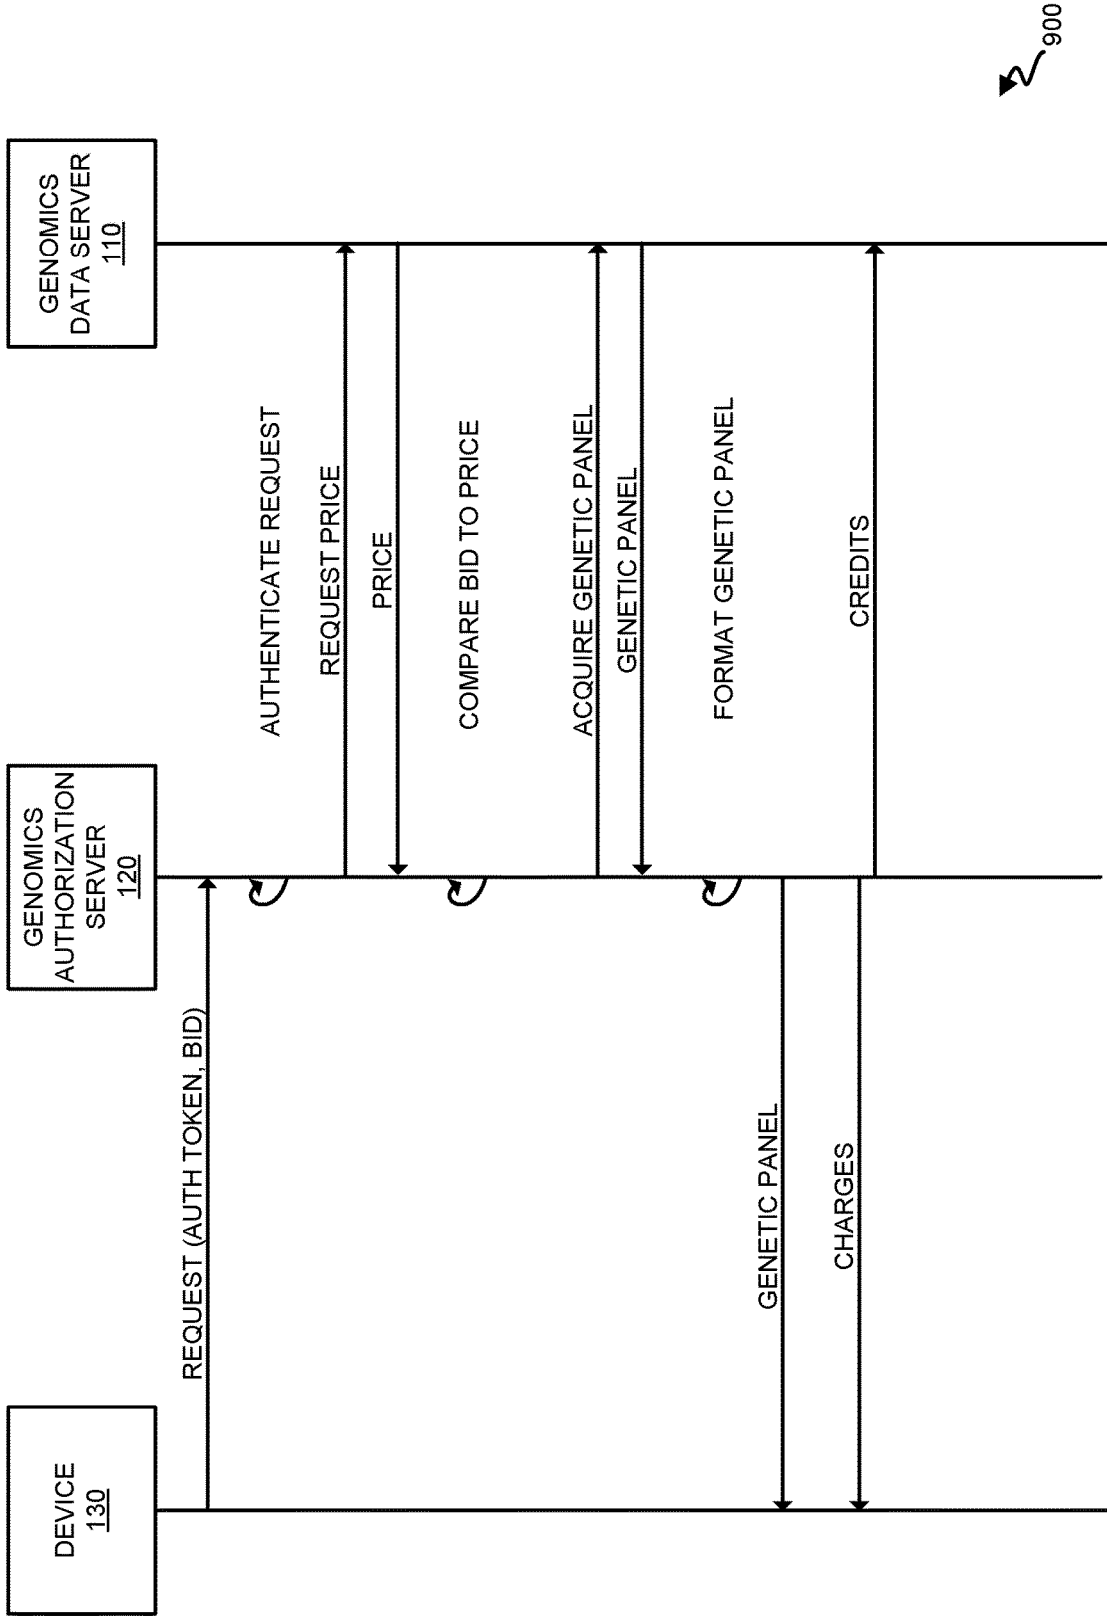 DEVICE
130
GENOMICS
AUTHORIZATION
SERVER
120
GENOMICS
DATA SERVER
110
REQUEST (AUTH TOKEN, BID)
AUTHENTICATE REQUEST
REQUEST PRICE
PRICE
COMPARE BID TO PRICE
ACQUIRE GENETIC PANEL
GENETIC PANEL
FORMAT GENETIC PANEL
GENETIC PANEL
CHARGES
CREDITS
900